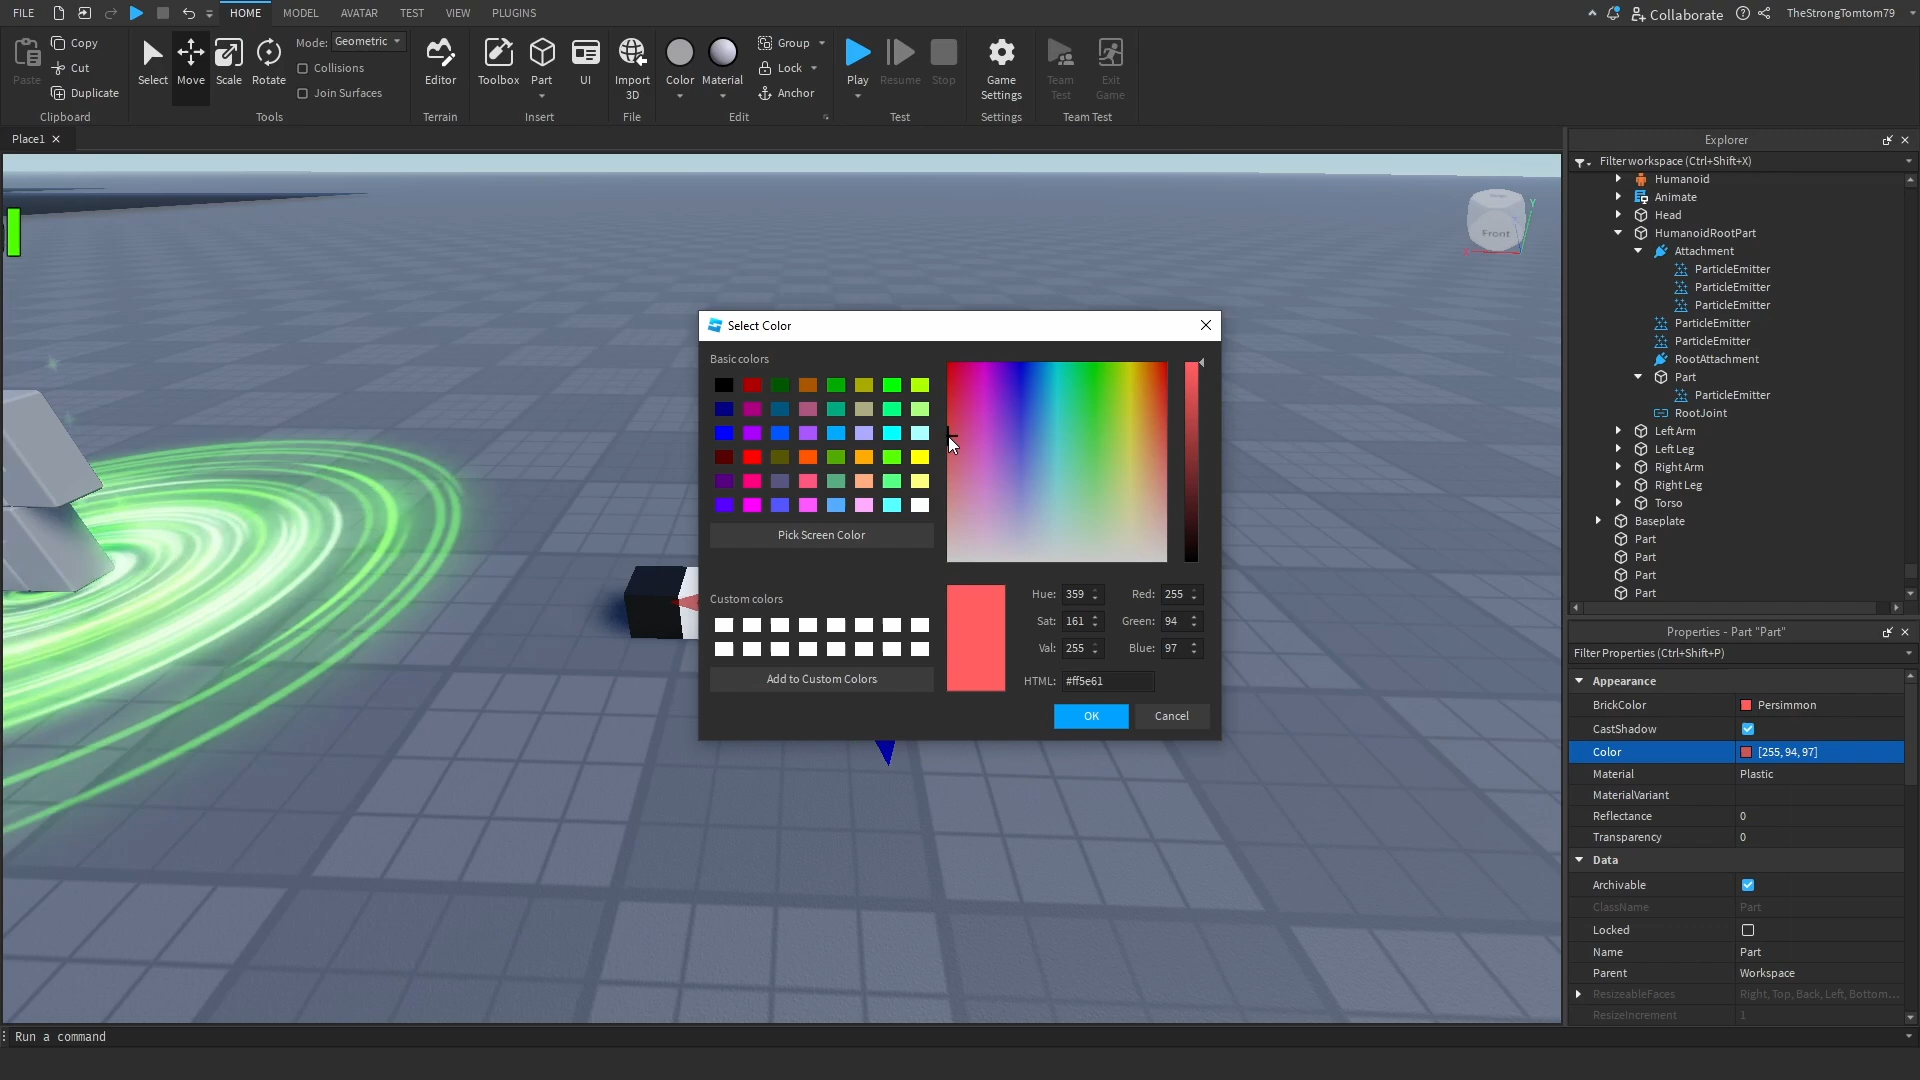 FILE HOME MODEL AVATAR TEST VIEW PLUGINS Collaborate TheStrongTomtom79
Paste Copy Cut Duplicate Clipboard
Select Move Scale Rotate Mode: Geometric Collisions Join Surfaces Tools
Editor Terrain
Toolbox Part UI Insert
Import 3D File
Color Material Group Lock Anchor Edit
Play Resume Stop Test
Game Settings Settings
Team Test Exit Game Team Test
Place1
Front
Y
Select Color
Basic colors
Pick Screen Color
Custom colors
Add to Custom Colors
Hue: 359 Red: 255
Sat: 161 Green: 94
Val: 255 Blue: 97
HTML: #ff5e61
OK Cancel
Explorer
Filter workspace (Ctrl+Shift+X)
Humanoid
Animate
Head
HumanoidRootPart
Attachment
ParticleEmitter
ParticleEmitter
ParticleEmitter
ParticleEmitter
ParticleEmitter
RootAttachment
Part
ParticleEmitter
RootJoint
Left Arm
Left Leg
Right Arm
Right Leg
Torso
Baseplate
Part
Part
Part
Part
Properties - Part "Part"
Filter Properties (Ctrl+Shift+P)
Appearance
BrickColor Persimmon
CastShadow
Color [255, 94, 97]
Material Plastic
MaterialVariant
Reflectance 0
Transparency 0
Data
Archivable
ClassName Part
Locked
Name Part
Parent Workspace
ResizeableFaces Right, Top, Back, Left, Bottom...
ResizeIncrement 1
Run a command